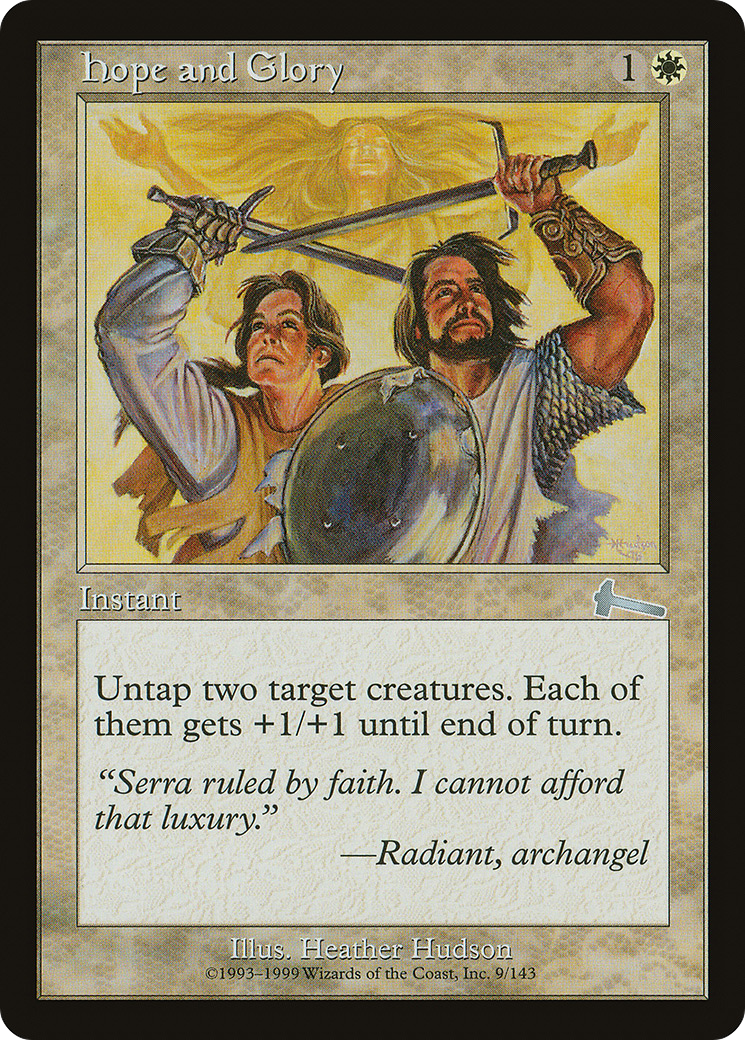 Hope and Glory 1
Instant
Untap two target creatures. Each of
them gets +1/+1 until end of turn.
“Serra ruled by faith. I cannot afford
that luxury.”
—Radiant, archangel
Illus. Heather Hudson
©1993–1999 Wizards of the Coast, Inc. 9/143